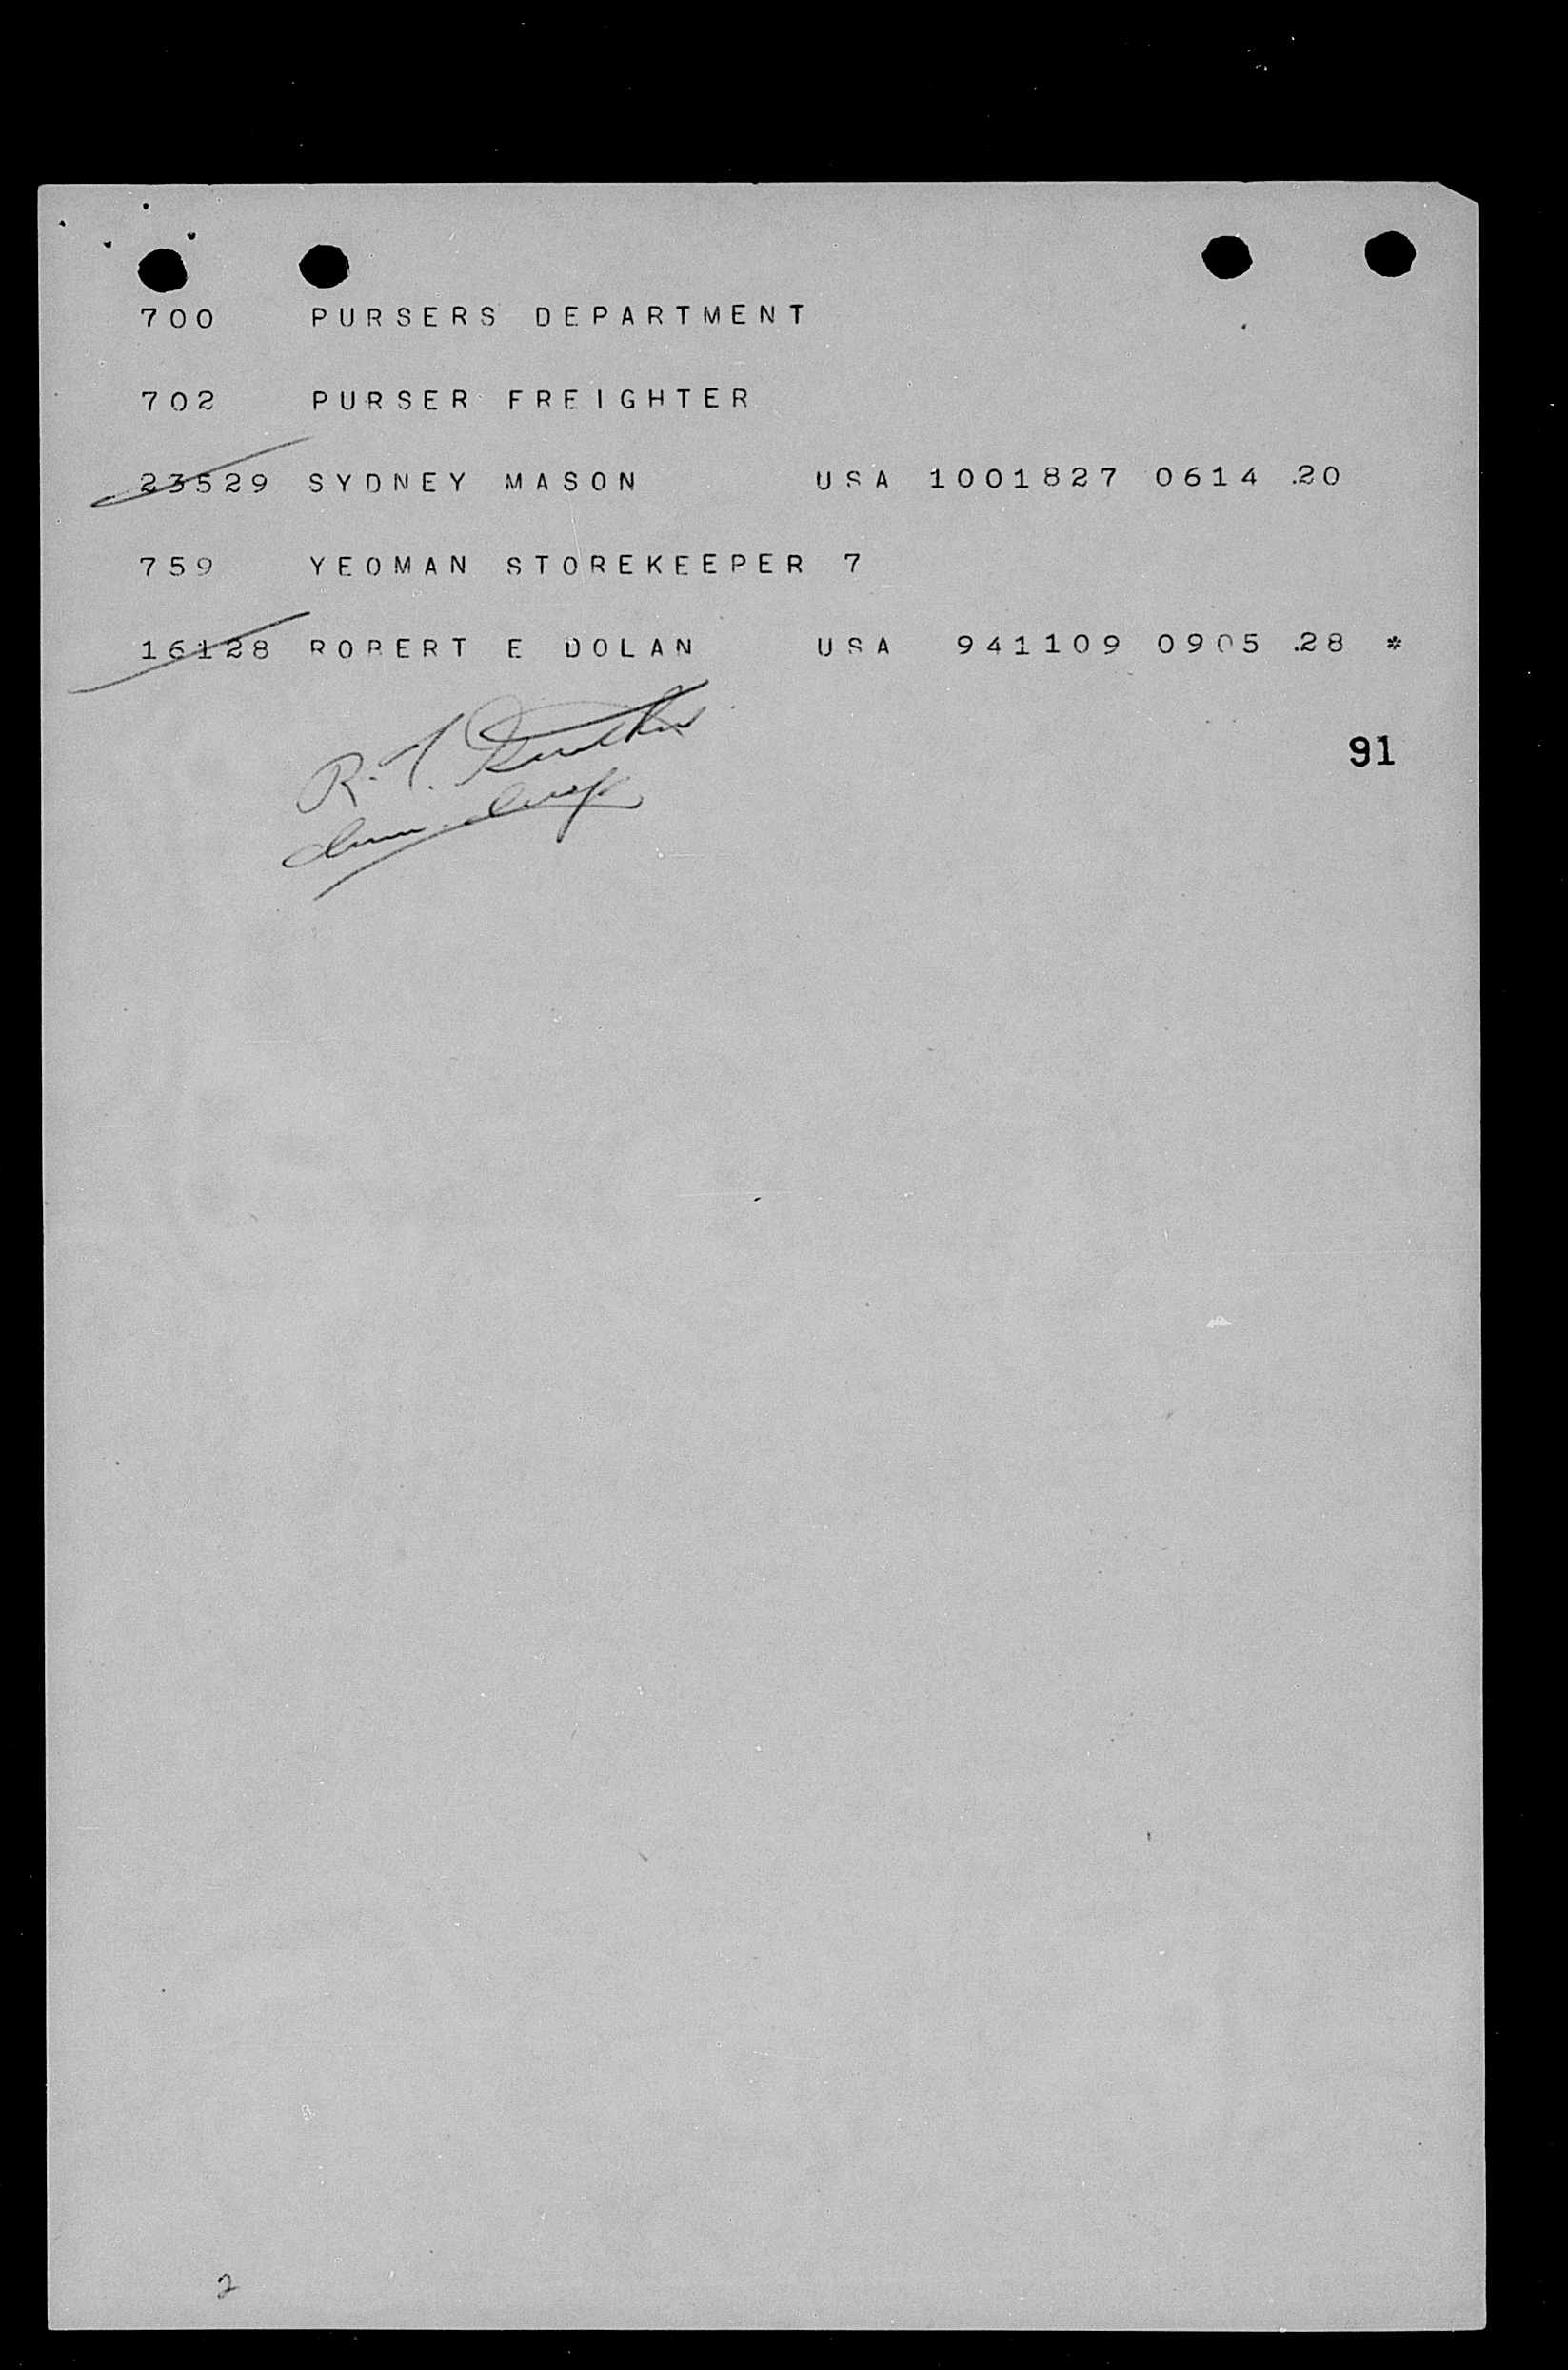 700 PURSERS DEPARTMENT
702 PURSER FREIGHTER
23529 SYDNEY MASON USA 1001827 0614 .20
759 YEOMAN STOREKEEPER 7
16128 ROBERT E DOLAN USA 941109 0905 .28 *
R. T.
91
2